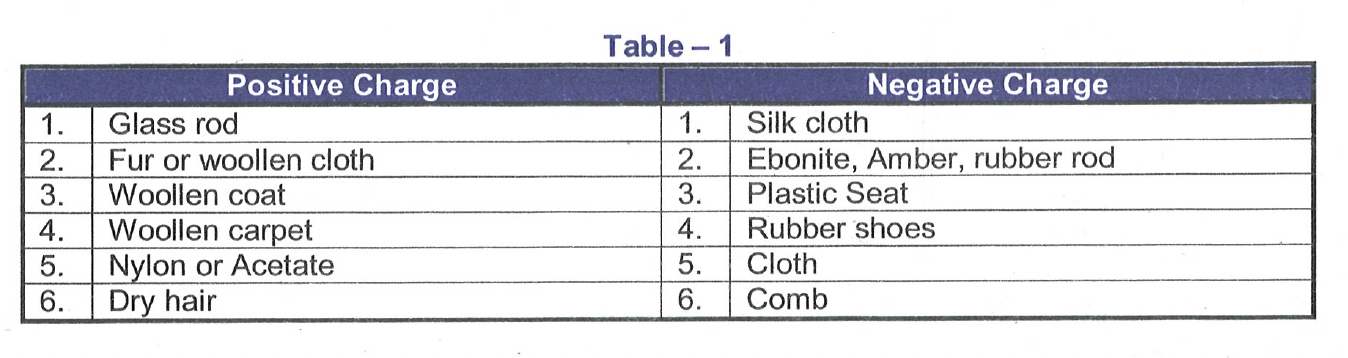 Table – 1
Positive Charge Negative Charge
1. Glass rod 1. Silk cloth
2. Fur or woollen cloth 2. Ebonite, Amber, rubber rod
3. Woollen coat 3. Plastic Seat
4. Woollen carpet 4. Rubber shoes
5. Nylon or Acetate 5. Cloth
6. Dry hair 6. Comb